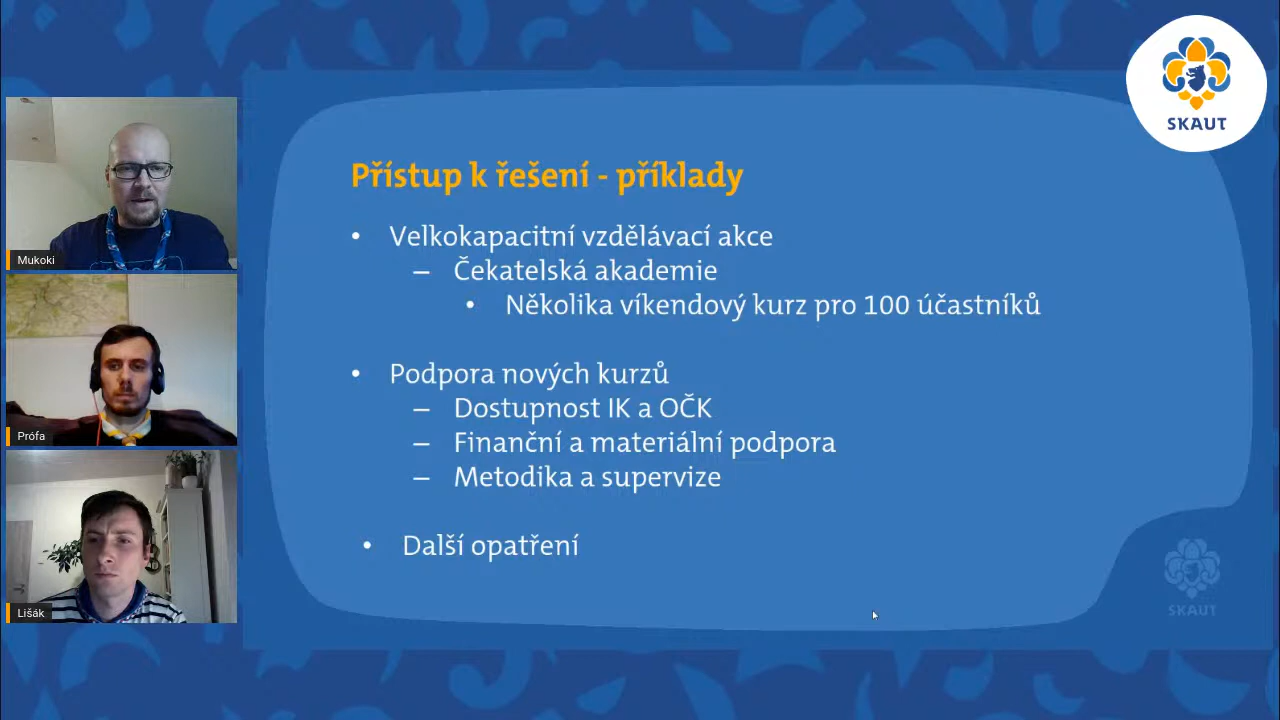 SKAUT
Přístup k řešení - příklady
• Velkokapacitní vzdělávací akce
– Čekatelská akademie
• Několika víkendový kurz pro 100 účastníků
• Podpora nových kurzů
– Dostupnost IK a OČK
– Finanční a materiální podpora
– Metodika a supervize
• Další opatření
SKAUT
Mukoki
Prófa
Lišák